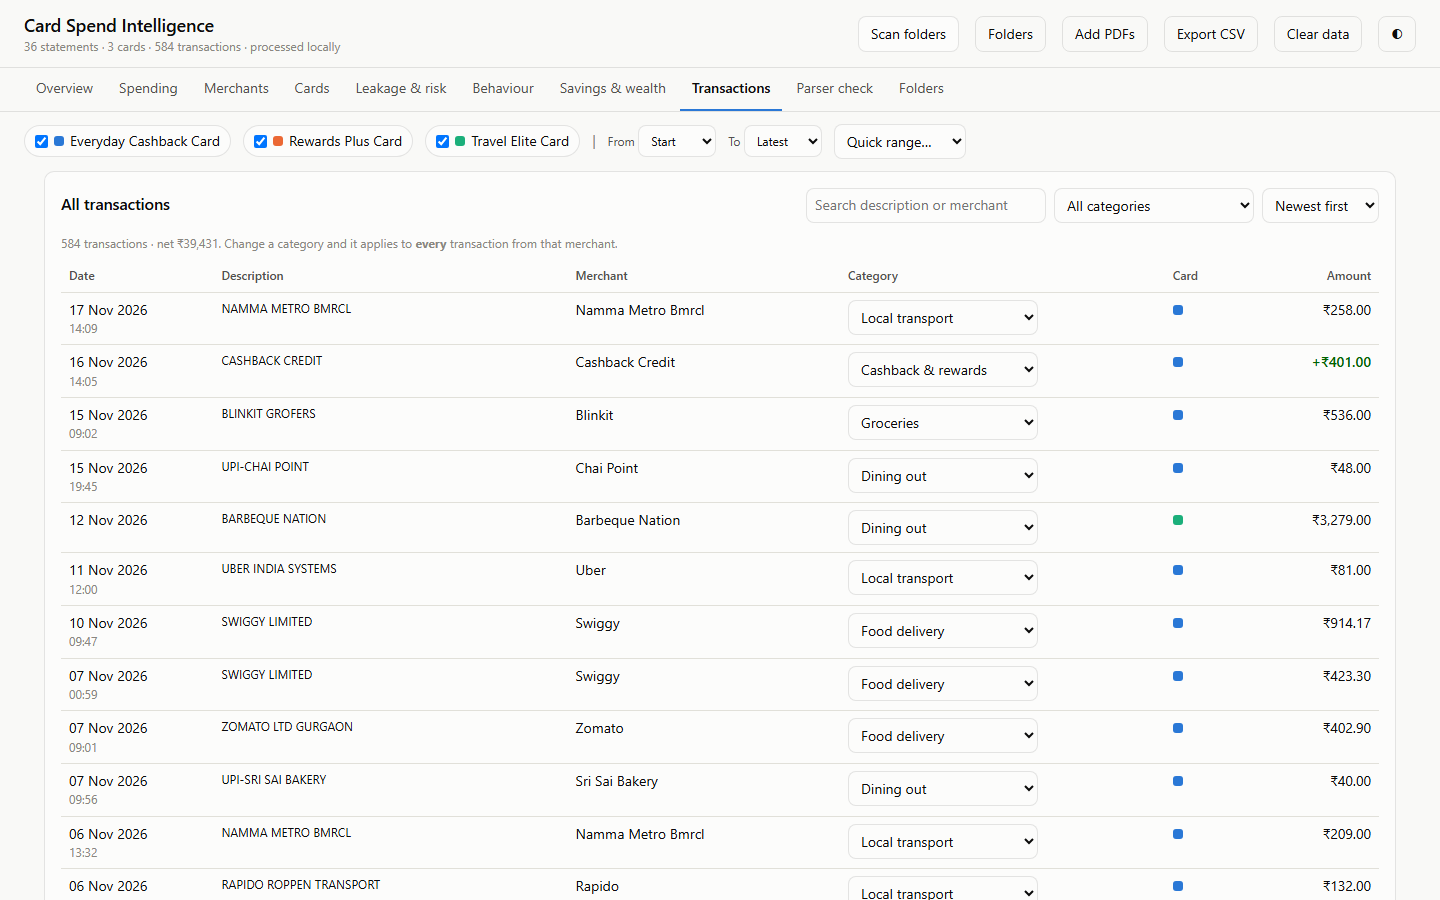 Card Spend Intelligence
36 statements · 3 cards · 584 transactions · processed locally
Scan folders Folders Add PDFs Export CSV Clear data
Overview Spending Merchants Cards Leakage & risk Behaviour Savings & wealth Transactions Parser check Folders
Everyday Cashback Card Rewards Plus Card Travel Elite Card | From Start To Latest Quick range...
All transactions Search description or merchant All categories Newest first
584 transactions · net ₹39,431. Change a category and it applies to every transaction from that merchant.
Date Description Merchant Category Card Amount
17 Nov 2026 NAMMA METRO BMRCL Namma Metro Bmrcl Local transport ₹258.00
14:09
16 Nov 2026 CASHBACK CREDIT Cashback Credit Cashback & rewards +₹401.00
14:05
15 Nov 2026 BLINKIT GROFERS Blinkit Groceries ₹536.00
09:02
15 Nov 2026 UPI-CHAI POINT Chai Point Dining out ₹48.00
19:45
12 Nov 2026 BARBEQUE NATION Barbeque Nation Dining out ₹3,279.00
11 Nov 2026 UBER INDIA SYSTEMS Uber Local transport ₹81.00
12:00
10 Nov 2026 SWIGGY LIMITED Swiggy Food delivery ₹914.17
09:47
07 Nov 2026 SWIGGY LIMITED Swiggy Food delivery ₹423.30
00:59
07 Nov 2026 ZOMATO LTD GURGAON Zomato Food delivery ₹402.90
09:01
07 Nov 2026 UPI-SRI SAI BAKERY Sri Sai Bakery Dining out ₹40.00
09:56
06 Nov 2026 NAMMA METRO BMRCL Namma Metro Bmrcl Local transport ₹209.00
13:32
06 Nov 2026 RAPIDO ROPPEN TRANSPORT Rapido Local transport ₹132.00